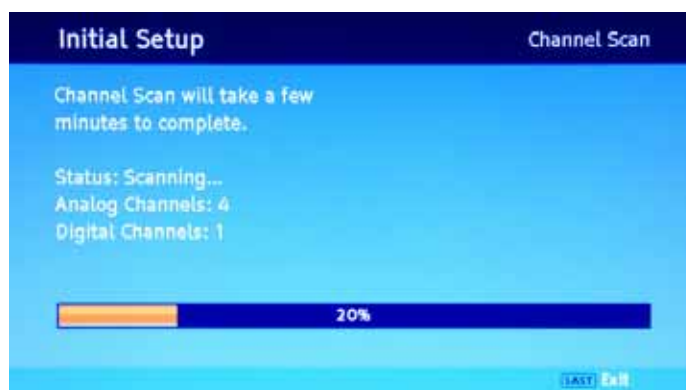 Initial Setup
Channel Scan
Channel Scan will take a few
minutes to complete.
Status: Scanning...
Analog Channels: 4
Digital Channels: 1
20%
LAST Exit